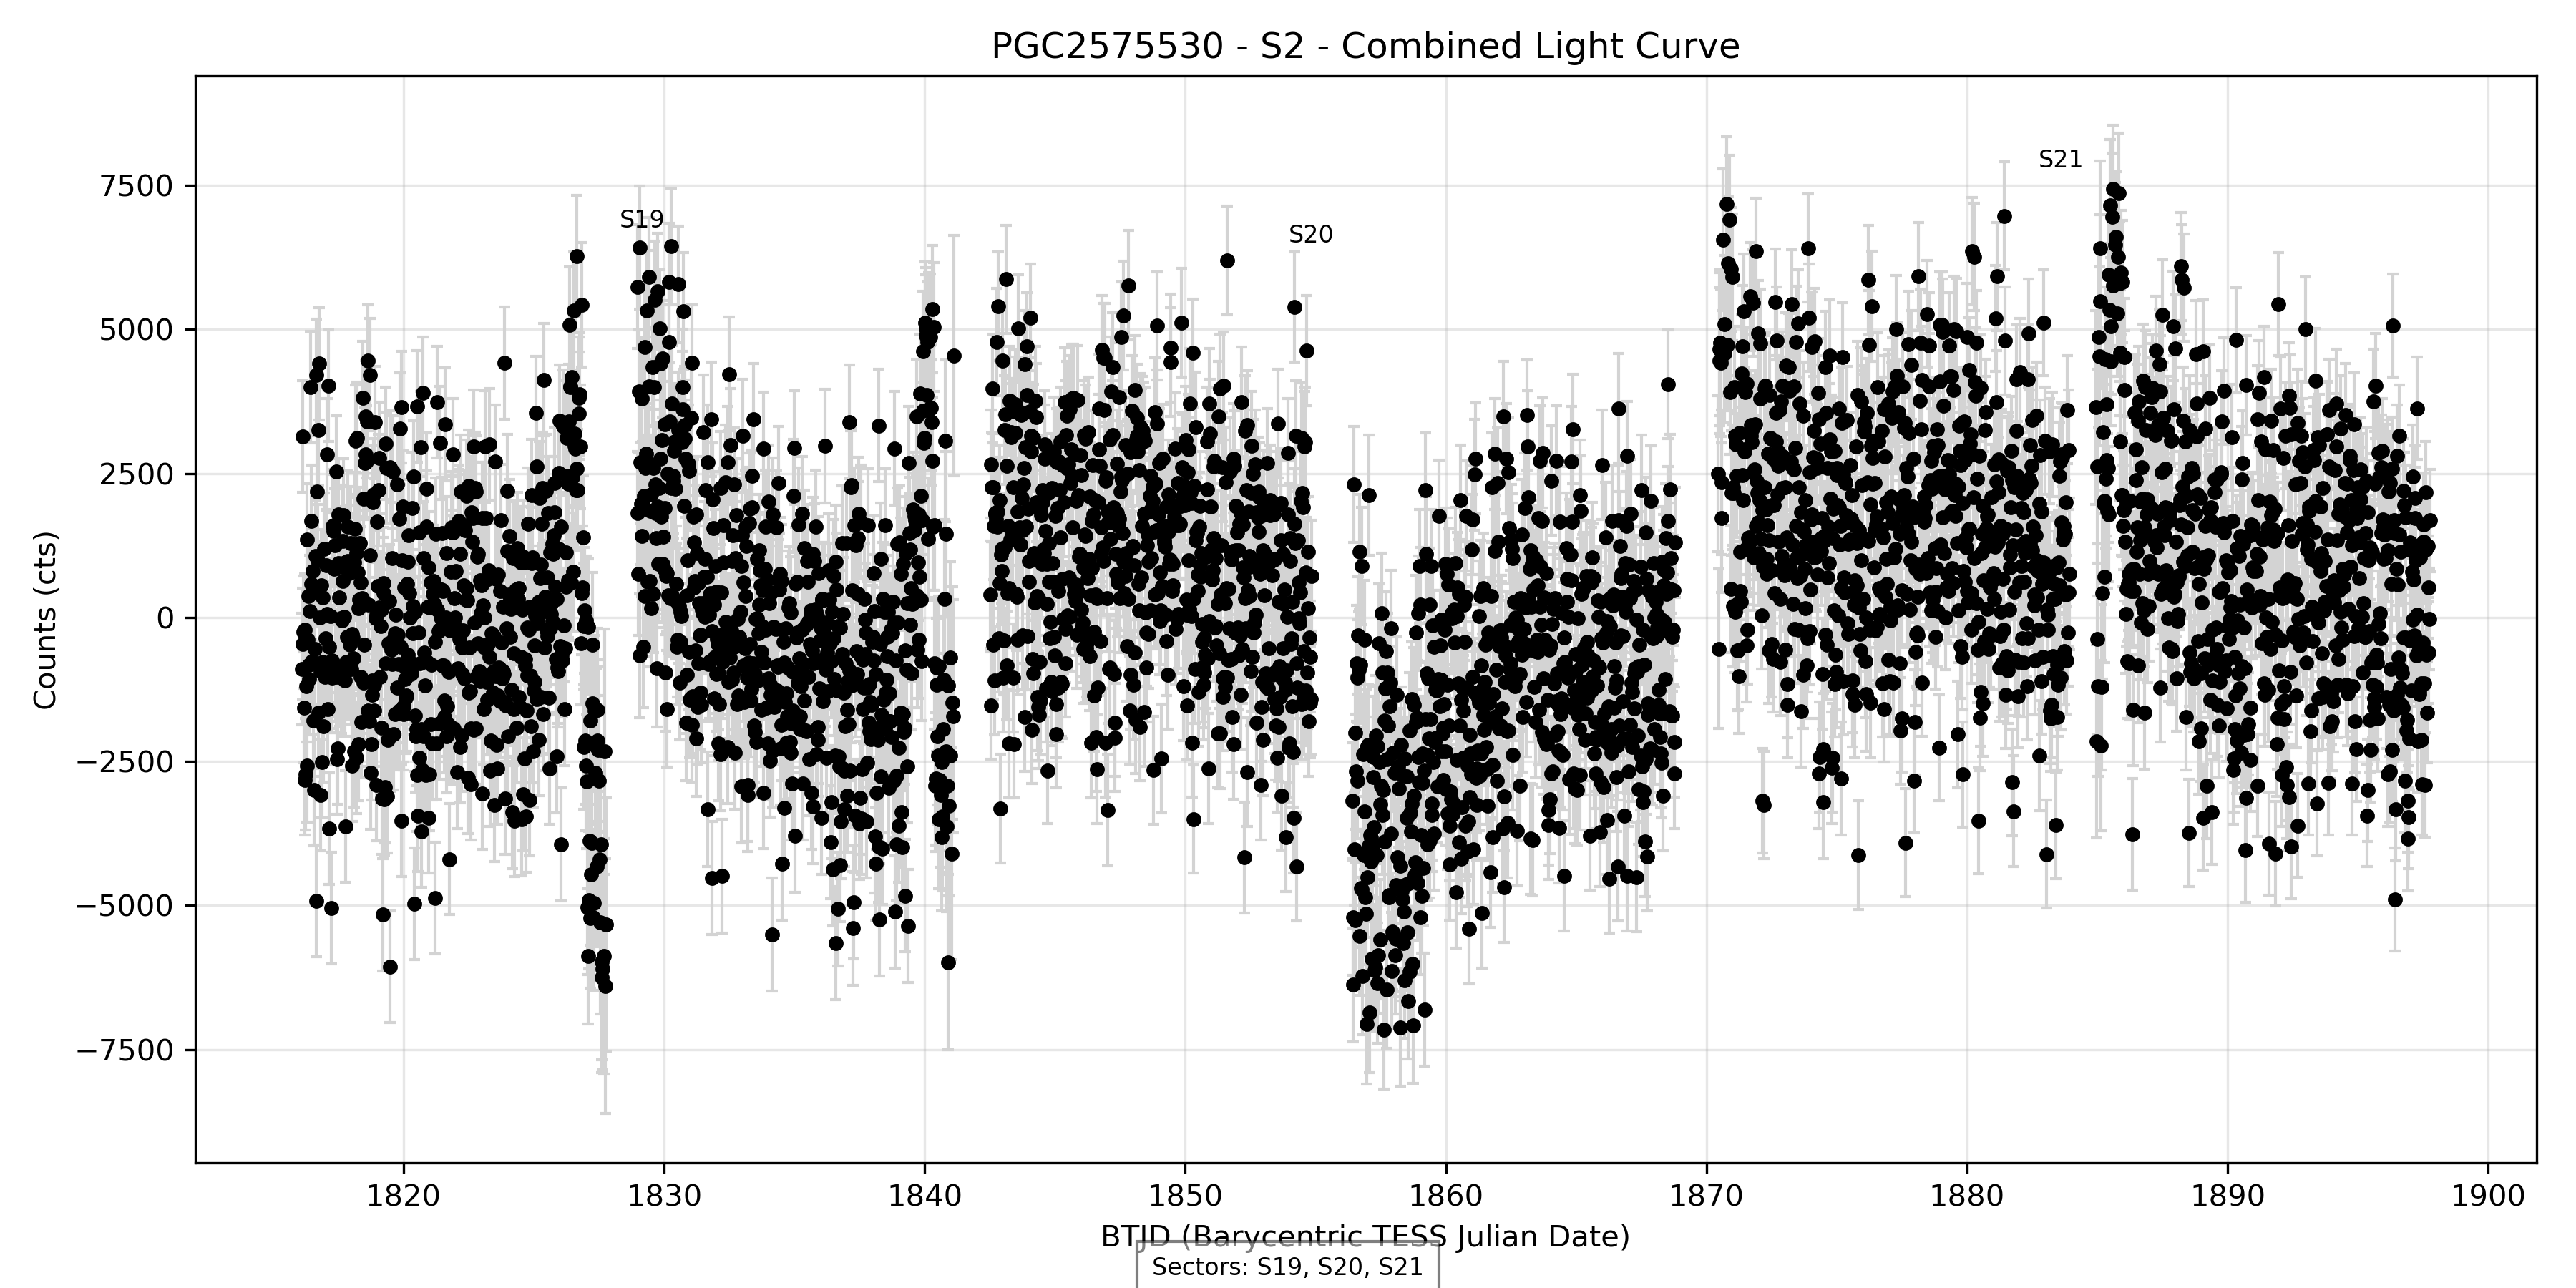 PGC2575530 - S2 - Combined Light Curve
Counts (cts)
7500
5000
2500
0
−2500
−5000
−7500
S19
S20
S21
1820
1830
1840
1850
1860
1870
1880
1890
1900
BTJD (Barycentric TESS Julian Date)
Sectors: S19, S20, S21